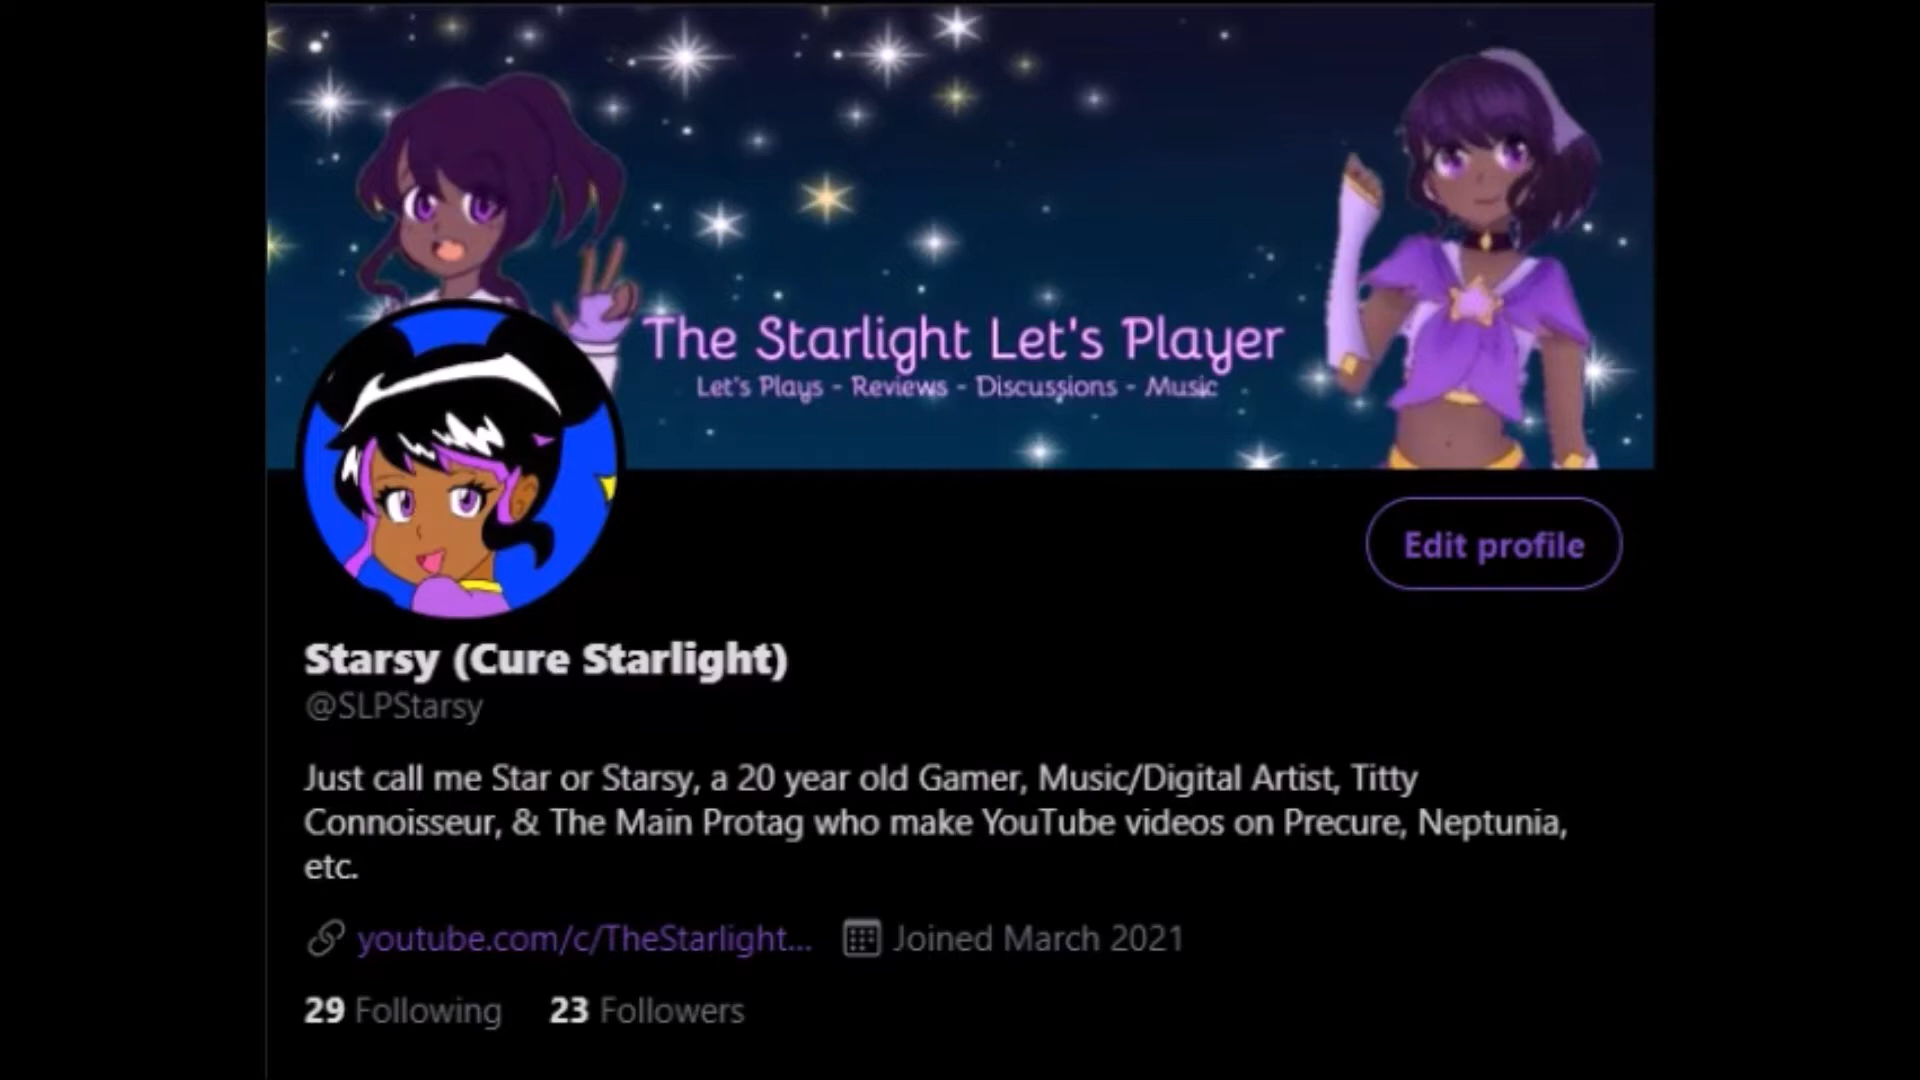 The Starlight Let's Player
Let's Plays - Reviews - Discussions - Music
Edit profile
Starsy (Cure Starlight)
@SLPStarsy
Just call me Star or Starsy, a 20 year old Gamer, Music/Digital Artist, Titty
Connoisseur, & The Main Protag who make YouTube videos on Precure, Neptunia,
etc.
youtube.com/c/TheStarlight... Joined March 2021
29 Following 23 Followers